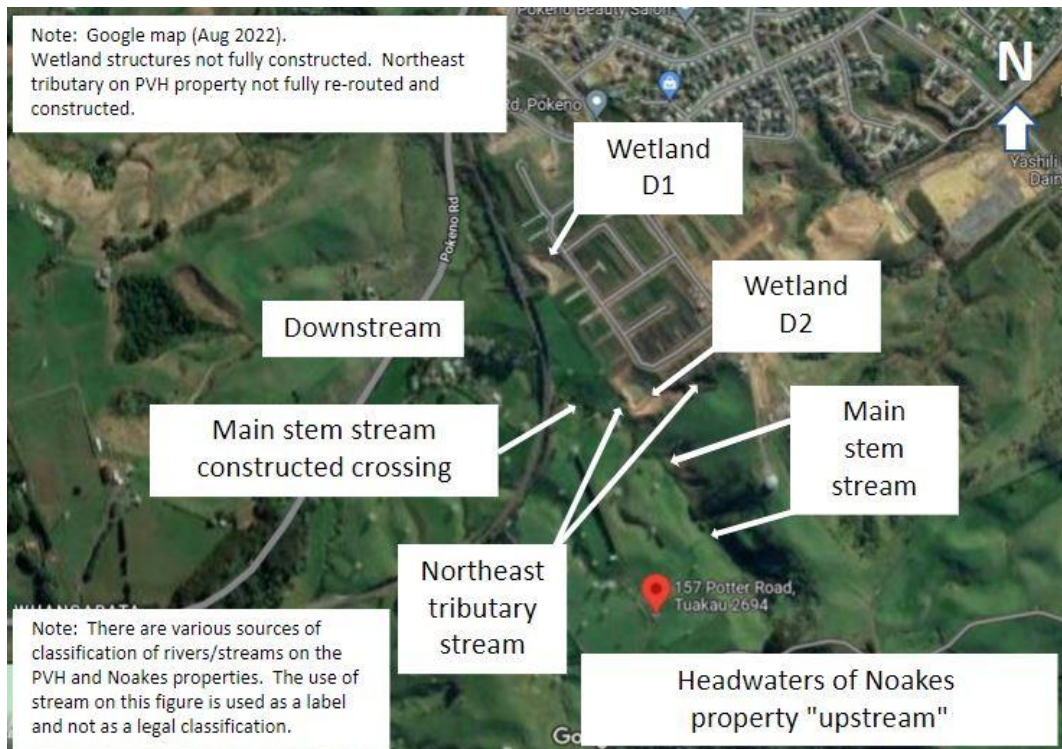 Note: Google map (Aug 2022).
Wetland structures not fully constructed. Northeast
tributary on PVH property not fully re-routed and
constructed.
Pokeno Beauty Salon
N
Rd, Pokeno
Wetland
D1
Yashili
Dair
Pokeno Rd
Wetland
D2
Downstream
Main stem stream
constructed crossing
Main
stem
stream
Northeast
tributary
stream
157 Potter Road,
Tuakau 2694
WHANGARATA
Note: There are various sources of
classification of rivers/streams on the
PVH and Noakes properties. The use of
stream on this figure is used as a label
and not as a legal classification.
Headwaters of Noakes
property "upstream"
Goo